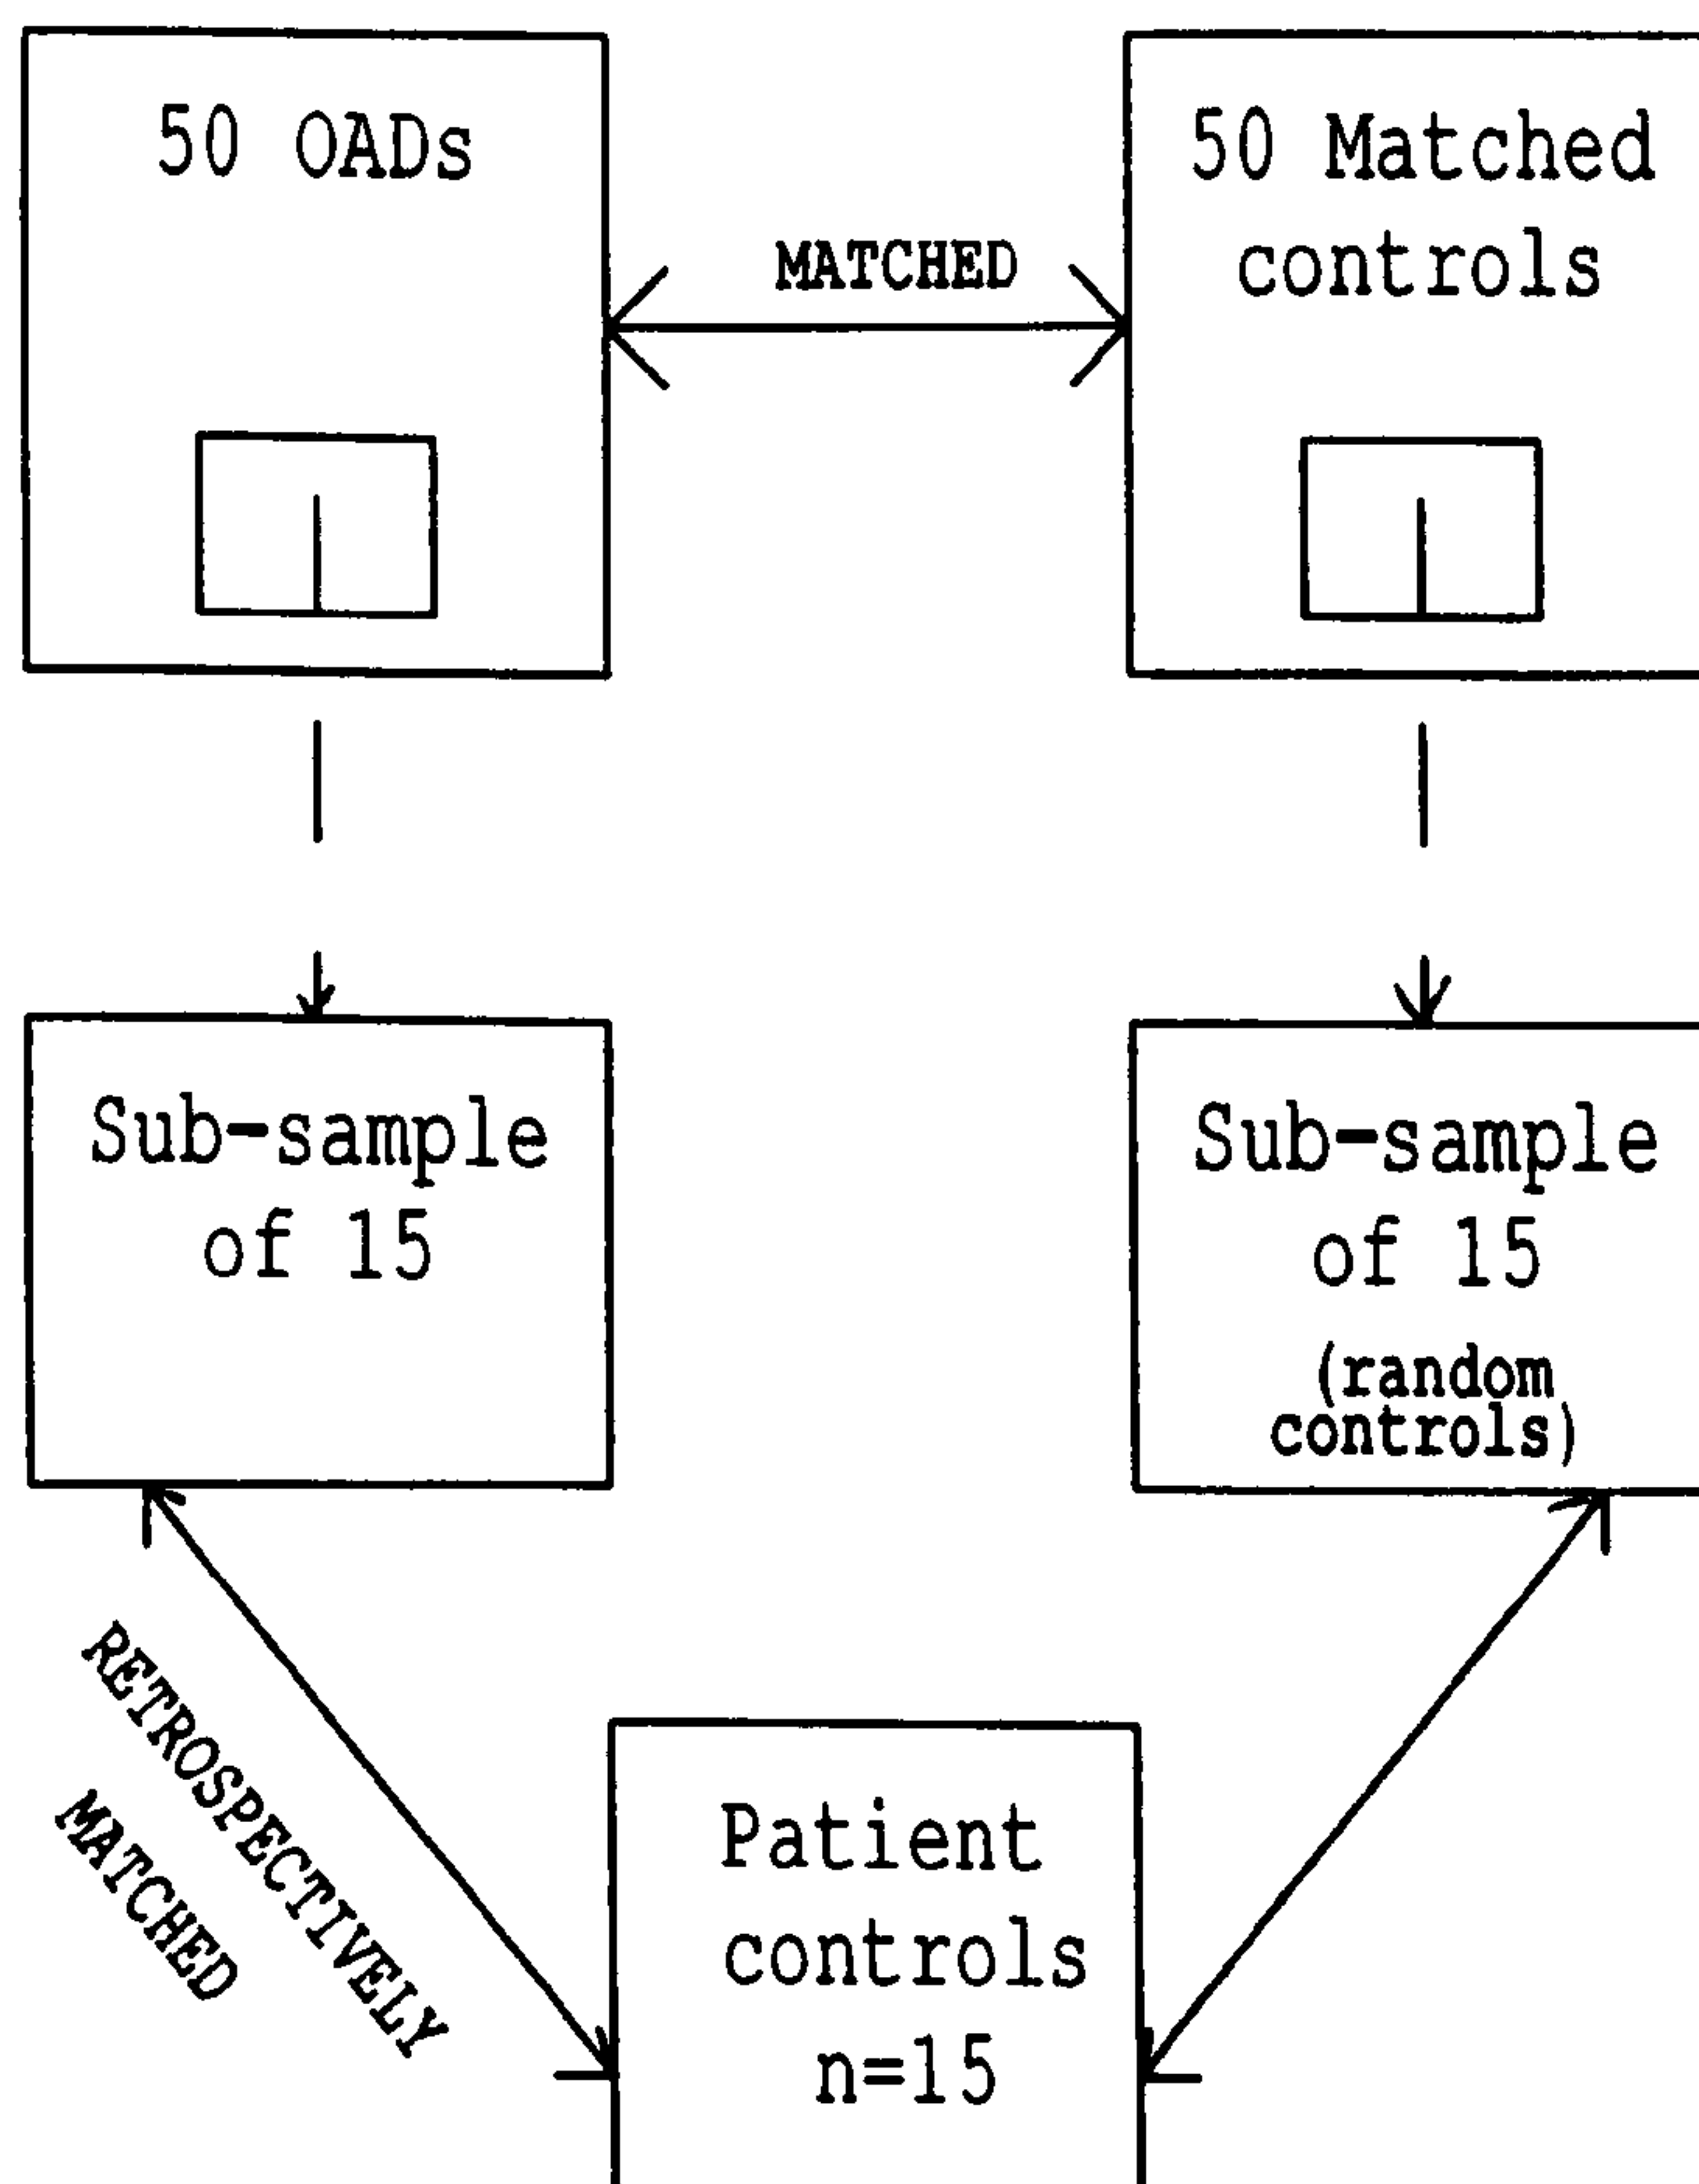 50 OADs
50 Matched
controls
MATCHED
Sub-sample
of 15
Sub-sample
of 15
(random
controls)
RETROSPECTIVELY
MATCHED
Patient
controls
n=15